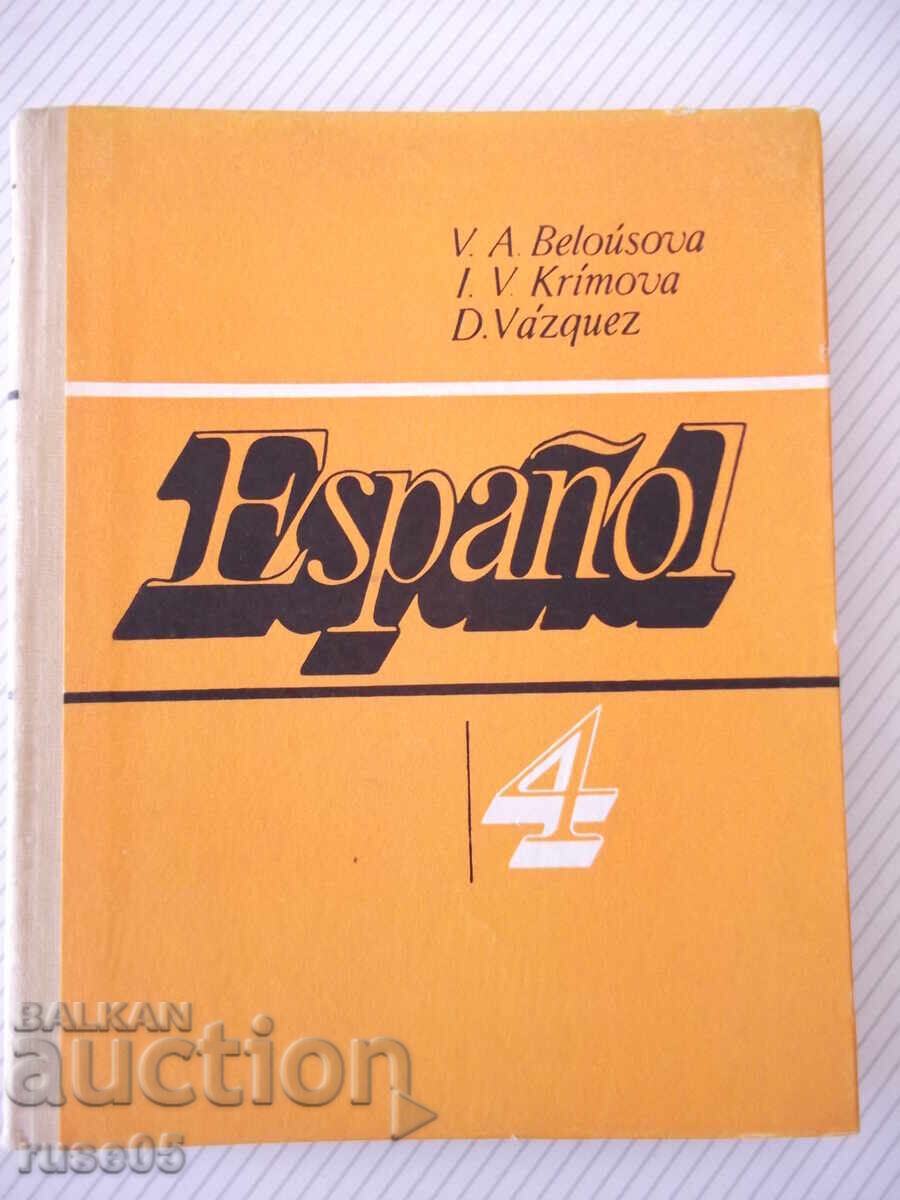 V. A. Beloúsova
I. V. Krímova
D. Vázquez
Español
4
BALKAN
auction
ruse05